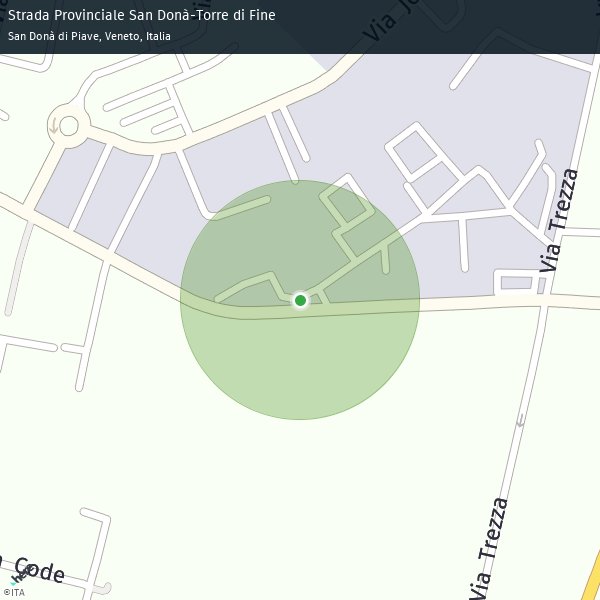 Strada Provinciale San Donà-Torre di Fine
San Donà di Piave, Veneto, Italia
Via Trezza
Via Trezza
Code
here
©ITA